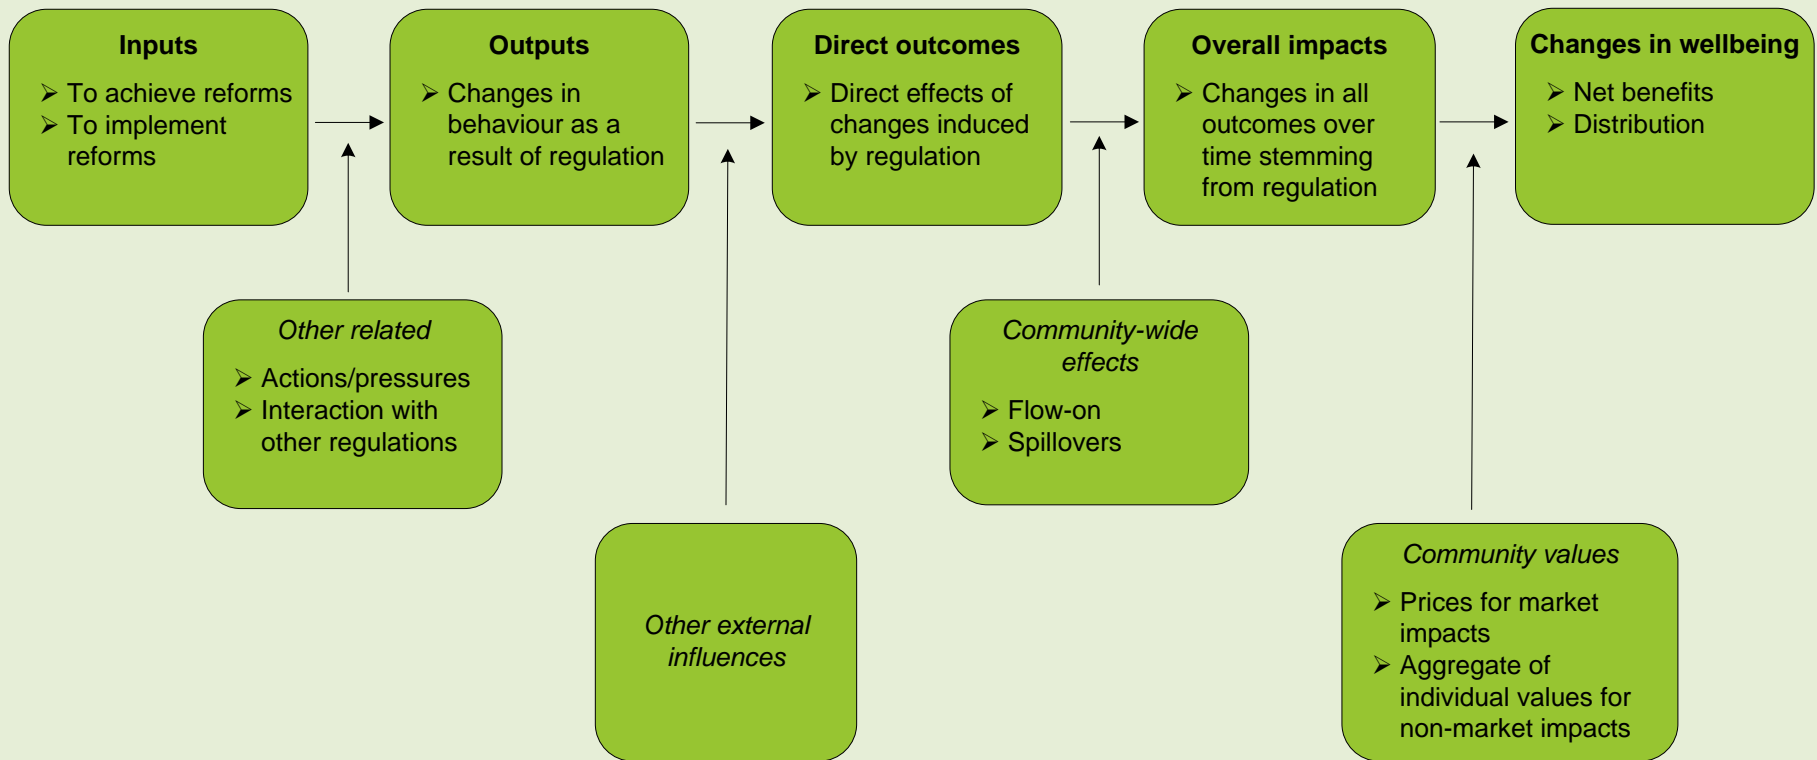 Inputs
➢ To achieve reforms
➢ To implement
reforms
Outputs
➢ Changes in
behaviour as a
result of regulation
Direct outcomes
➢ Direct effects of
changes induced
by regulation
Overall impacts
➢ Changes in all
outcomes over
time stemming
from regulation
Changes in wellbeing
➢ Net benefits
➢ Distribution
Other related
➢ Actions/pressures
➢ Interaction with
other regulations
Other external
influences
Community-wide
effects
➢ Flow-on
➢ Spillovers
Community values
➢ Prices for market
impacts
➢ Aggregate of
individual values for
non-market impacts